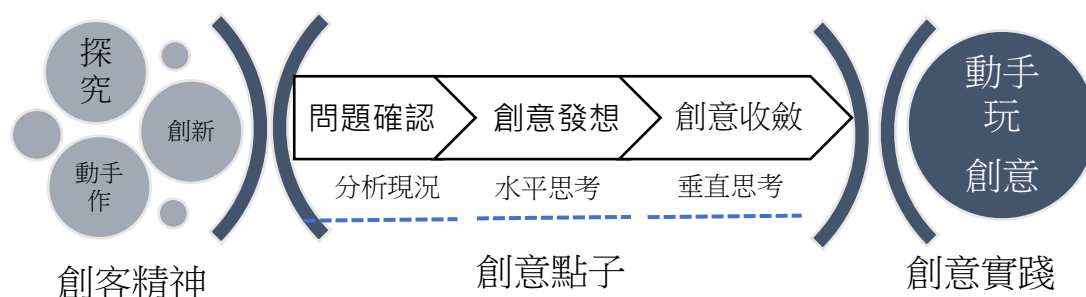 探
究
創新
動手
作
創客精神
問題確認
創意發想
創意收斂
分析現況
水平思考
垂直思考
創意點子
動手
玩
創意
創意實踐